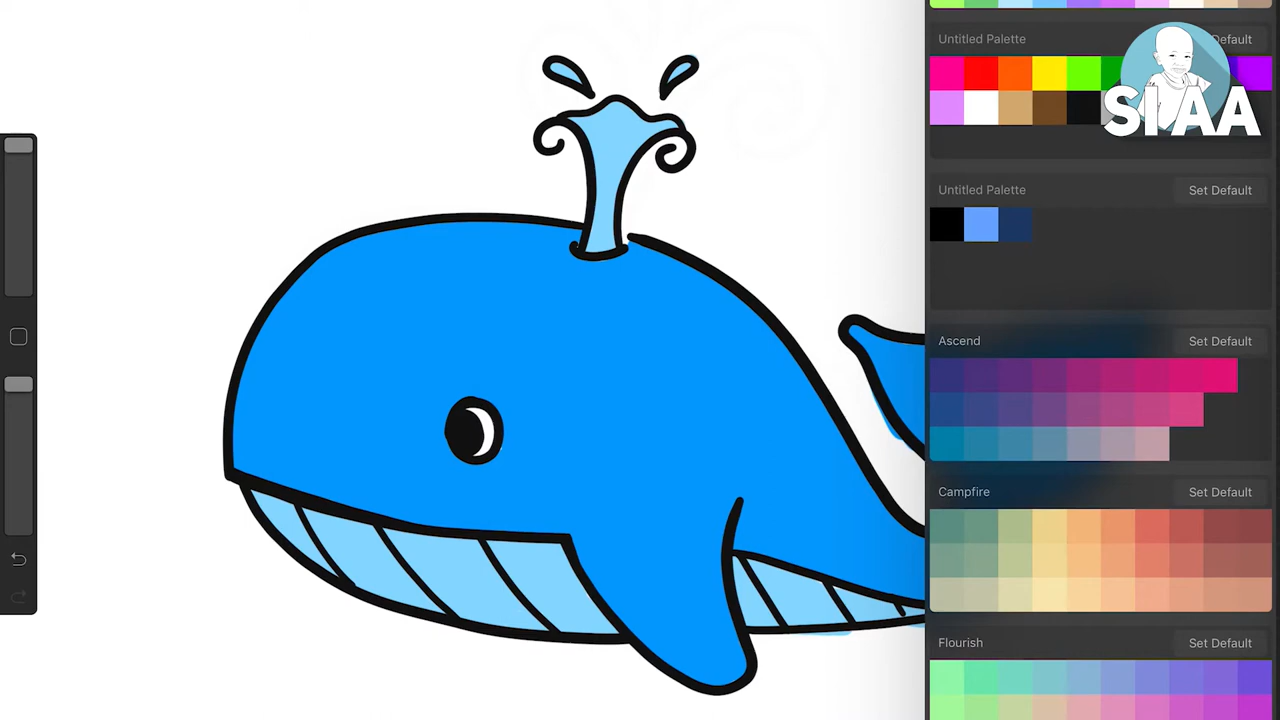 Untitled Palette
Default
SIAA
Untitled Palette
Set Default
Ascend
Set Default
Campfire
Set Default
Flourish
Set Default